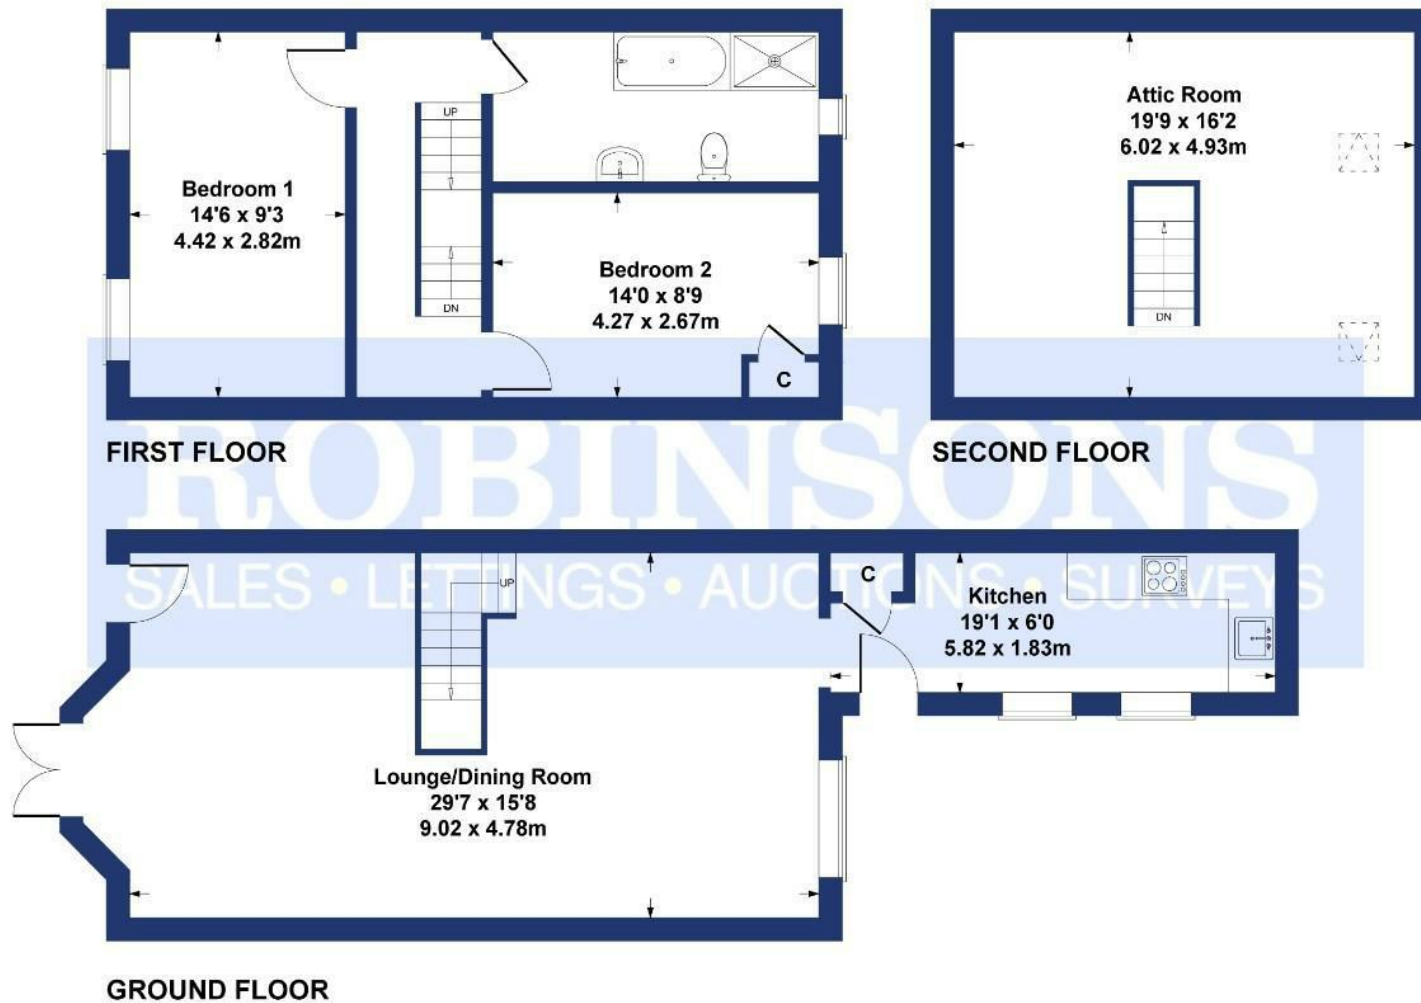 UP
Bedroom 1
14'6 x 9'3
4.42 x 2.82m
DN
Bedroom 2
14'0 x 8'9
4.27 x 2.67m
C
FIRST FLOOR
Attic Room
19'9 x 16'2
6.02 x 4.93m
DN
SECOND FLOOR
ROBINSONS
SALES • LETTINGS • AUCTIONS • SURVEYS
UP
C
Kitchen
19'1 x 6'0
5.82 x 1.83m
Lounge/Dining Room
29'7 x 15'8
9.02 x 4.78m
GROUND FLOOR